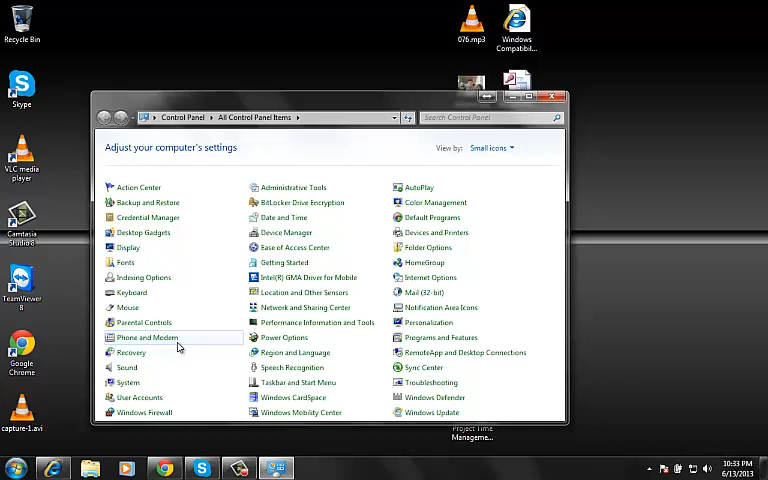 Recycle Bin
Skype
VLC media
player
Camtasia
Studio 8
TeamViewer
8
Google
Chrome
capture-1.avi
076.mp3
Windows
Compatibil...
Control Panel
All Control Panel Items
Search Control Panel
Adjust your computer's settings
View by: Small icons
Action Center
Administrative Tools
AutoPlay
Backup and Restore
BitLocker Drive Encryption
Color Management
Credential Manager
Date and Time
Default Programs
Desktop Gadgets
Device Manager
Devices and Printers
Display
Ease of Access Center
Folder Options
Fonts
Getting Started
HomeGroup
Indexing Options
Intel(R) GMA Driver for Mobile
Internet Options
Keyboard
Location and Other Sensors
Mail (32-bit)
Mouse
Network and Sharing Center
Notification Area Icons
Parental Controls
Performance Information and Tools
Personalization
Phone and Modem
Power Options
Programs and Features
Recovery
Region and Language
RemoteApp and Desktop Connections
Sound
Speech Recognition
Sync Center
System
Taskbar and Start Menu
Troubleshooting
User Accounts
Windows CardSpace
Windows Defender
Windows Firewall
Windows Mobility Center
Windows Update
Project Time
Manageme...
10:33 PM
6/13/2013